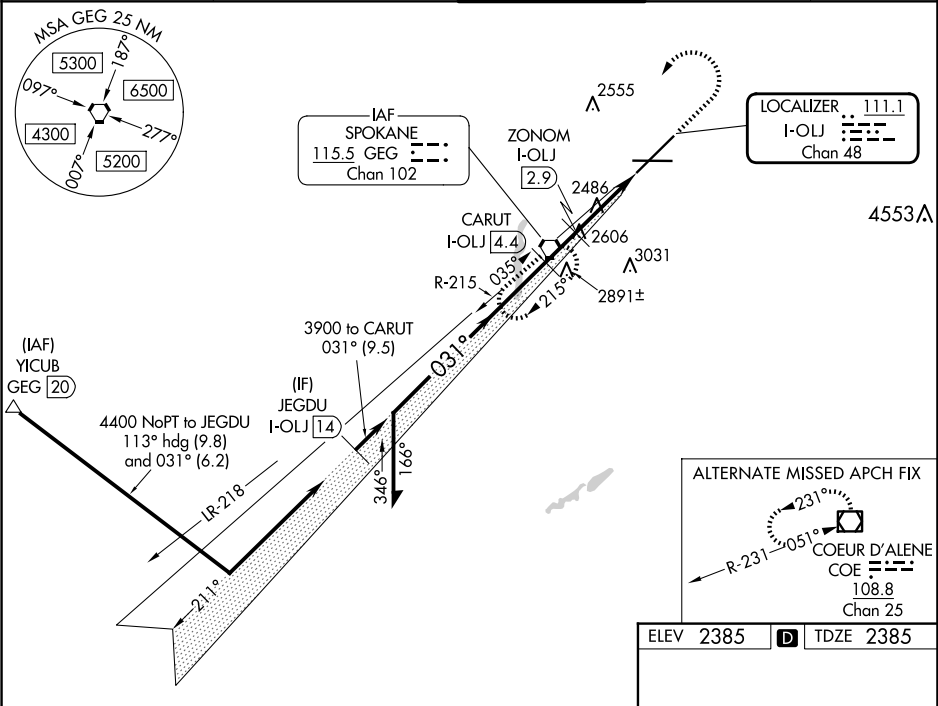 MSA GEG 25 NM
5300
187°
097°
6500
4300
277°
007°
5200
IAF
SPOKANE
115.5 GEG
Chan 102
ZONOM
I-OLJ
2.9
2555
LOCALIZER 111.1
I-OLJ
Chan 48
2486
2606
4553
CARUT
I-OLJ 4.4
3031
R-215
035°
215°
2891±
3900 to CARUT
031° (9.5)
031°
(IAF)
YICUB
GEG 20
(IF)
JEGDU
I-OLJ 14
4400 NoPT to JEGDU
113° hdg (9.8)
and 031° (6.2)
346°
166°
LR-218
211°
ALTERNATE MISSED APCH FIX
231°
R-231
051°
COEUR D'ALENE
COE
108.8
Chan 25
ELEV 2385 D TDZE 2385